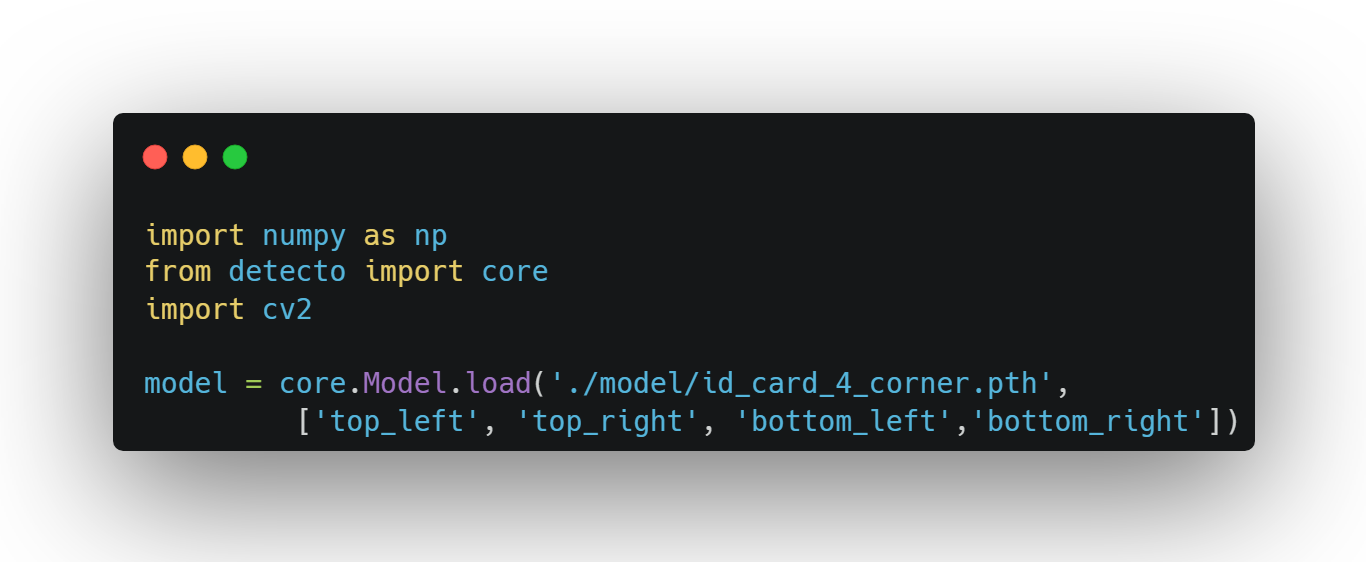 import numpy as np
from detecto import core
import cv2

model = core.Model.load('./model/id_card_4_corner.pth',
         ['top_left', 'top_right', 'bottom_left','bottom_right'])